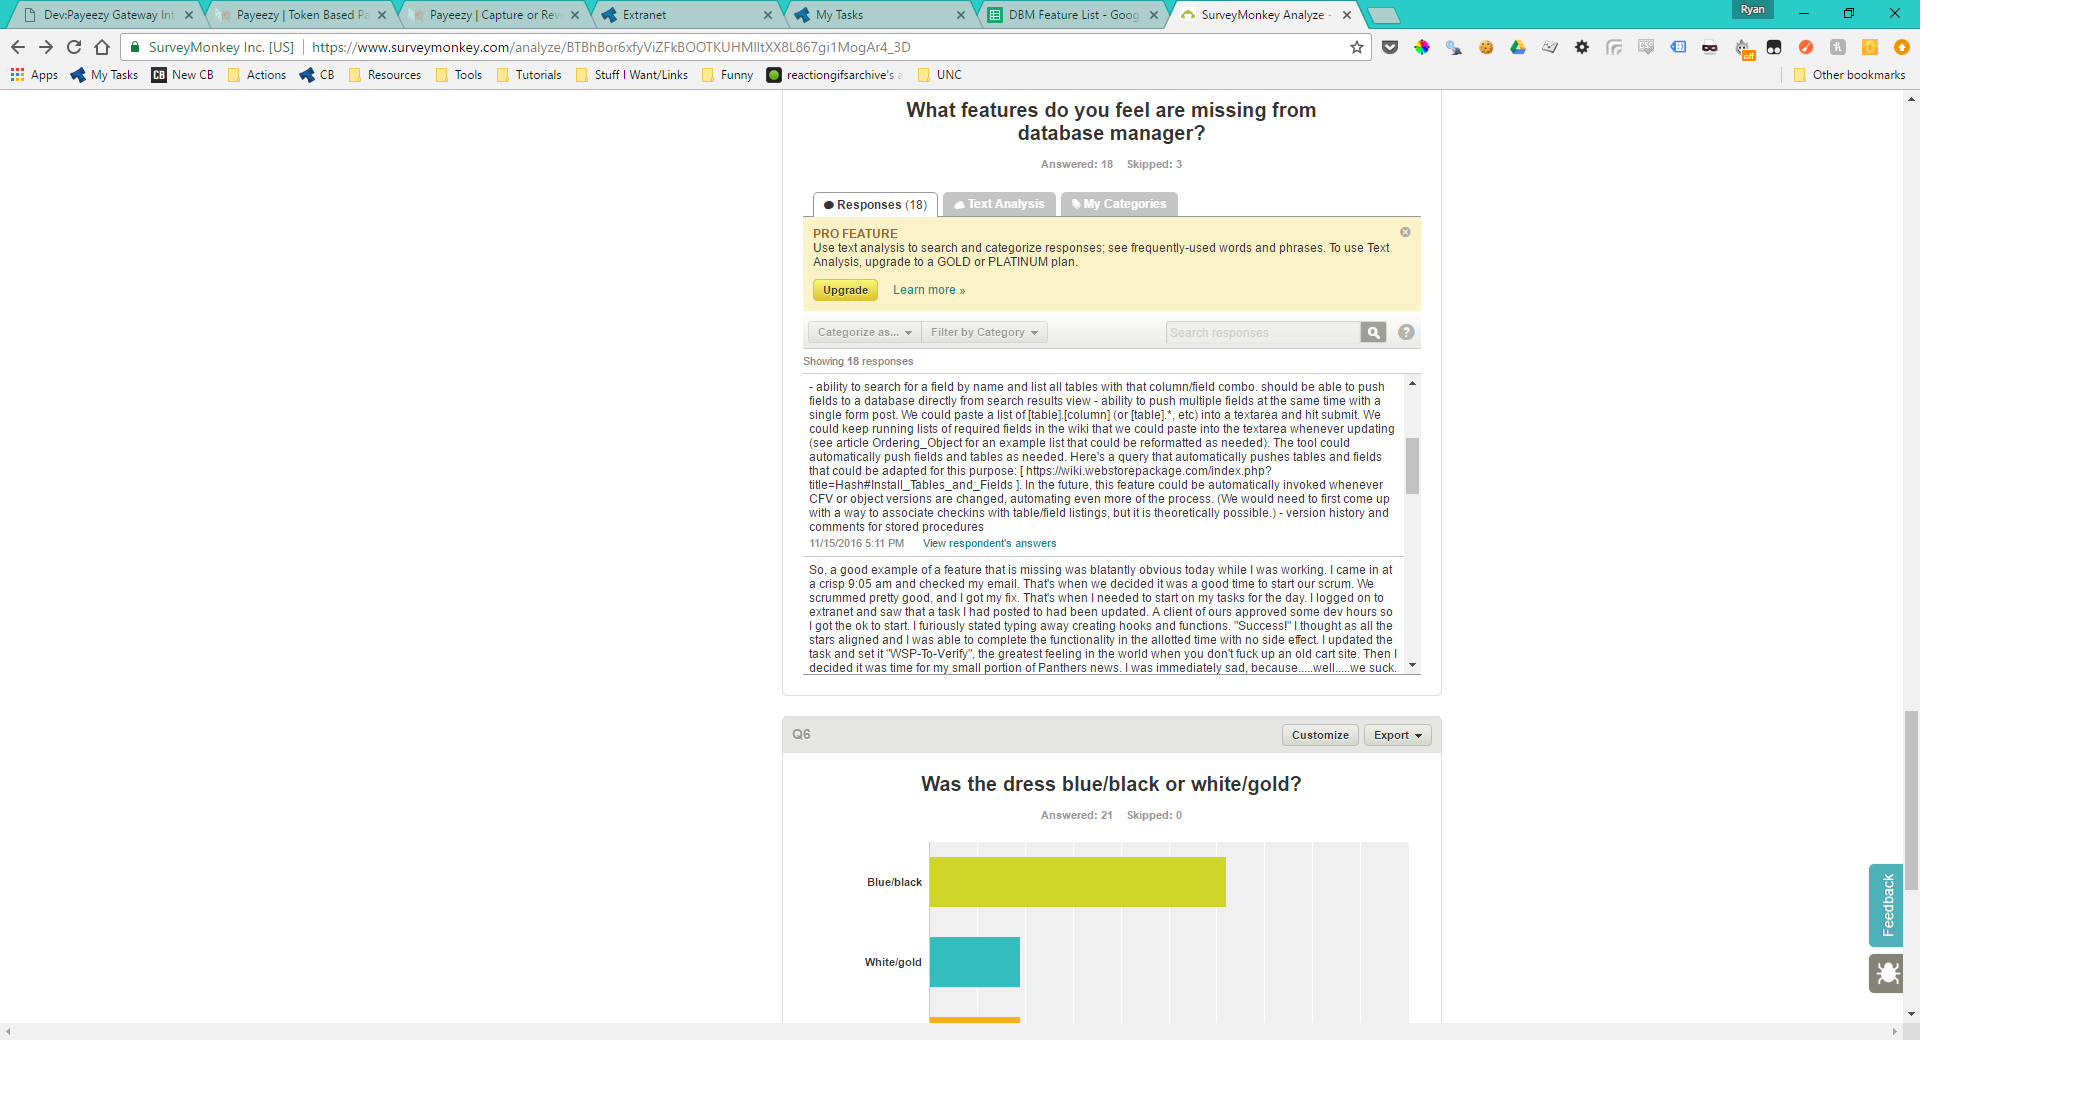 Dev:Payeezy Gateway Int
Payeezy | Token Based Pa
Payeezy | Capture or Rev
Extranet
My Tasks
DBM Feature List - Goog
SurveyMonkey Analyze -
Ryan
SurveyMonkey Inc. [US]
Apps
My Tasks
CB
New CB
Actions
CB
Resources
Tools
Tutorials
Stuff I Want/Links
Funny
reactiongifsarchive's a
UNC
Other bookmarks
off
What features do you feel are missing from
database manager?
Answered: 18 Skipped: 3
Responses (18)
Text Analysis
My Categories
PRO FEATURE
Use text analysis to search and categorize responses; see frequently-used words and phrases. To use Text
Analysis, upgrade to a GOLD or PLATINUM plan.
Upgrade
Learn more »
Categorize as...
Filter by Category
Search responses
?
Showing 18 responses
- ability to search for a field by name and list all tables with that column/field combo. should be able to push
fields to a database directly from search results view - ability to push multiple fields at the same time with a
single form post. We could paste a list of [table].[column] (or [table].*, etc) into a textarea and hit submit. We
could keep running lists of required fields in the wiki that we could paste into the textarea whenever updating
(see article Ordering_Object for an example list that could be reformatted as needed). The tool could
automatically push fields and tables as needed. Here's a query that automatically pushes tables and fields
that could be adapted for this purpose: [ https://wiki.webstorepackage.com/index.php?
title=Hash#Install_Tables_and_Fields ]. In the future, this feature could be automatically invoked whenever
CFV or object versions are changed, automating even more of the process. (We would need to first come up
with a way to associate checkins with table/field listings, but it is theoretically possible.) - version history and
comments for stored procedures
11/15/2016 5:11 PM View respondent's answers
So, a good example of a feature that is missing was blatantly obvious today while I was working. I came in at
a crisp 9:05 am and checked my email. That's when we decided it was a good time to start our scrum. We
scrummed pretty good, and I got my fix. That's when I needed to start on my tasks for the day. I logged on to
extranet and saw that a task I had posted to had been updated. A client of ours approved some dev hours so
I got the ok to start. I furiously stated typing away creating hooks and functions. "Success!" I thought as all the
stars aligned and I was able to complete the functionality in the allotted time with no side effect. I updated the
task and set it "WSP-To-Verify", the greatest feeling in the world when you don't fuck up an old cart site. Then I
decided it was time for my small portion of Panthers news. I was immediately sad, because.....well.....we suck.
Q6
Customize
Export
Was the dress blue/black or white/gold?
Answered: 21 Skipped: 0
Blue/black
White/gold
Feedback